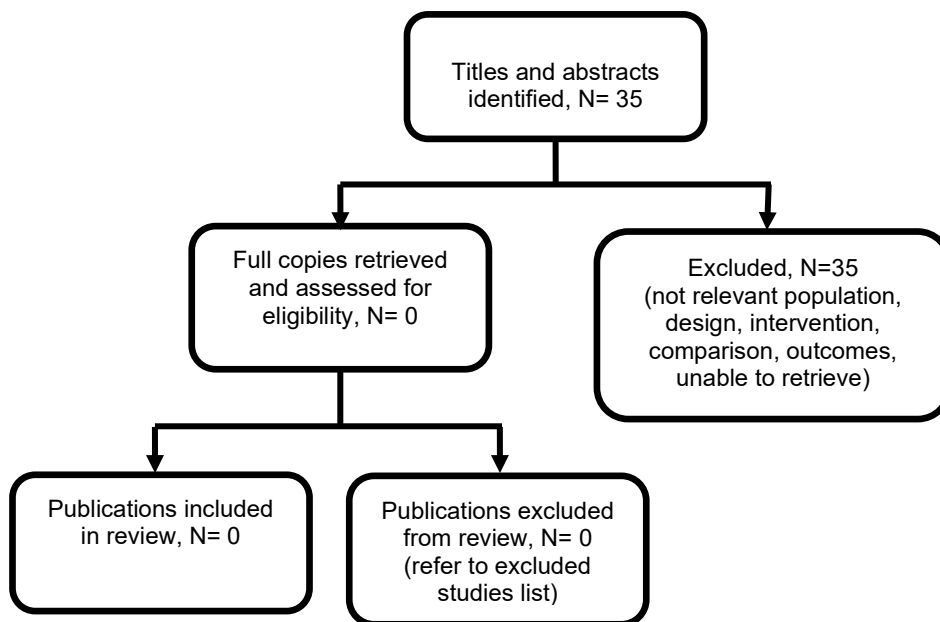 Titles and abstracts
identified, N= 35
Full copies retrieved
and assessed for
eligibility, N= 0
Excluded, N=35
(not relevant population,
design, intervention,
comparison, outcomes,
unable to retrieve)
Publications included
in review, N= 0
Publications excluded
from review, N= 0
(refer to excluded
studies list)